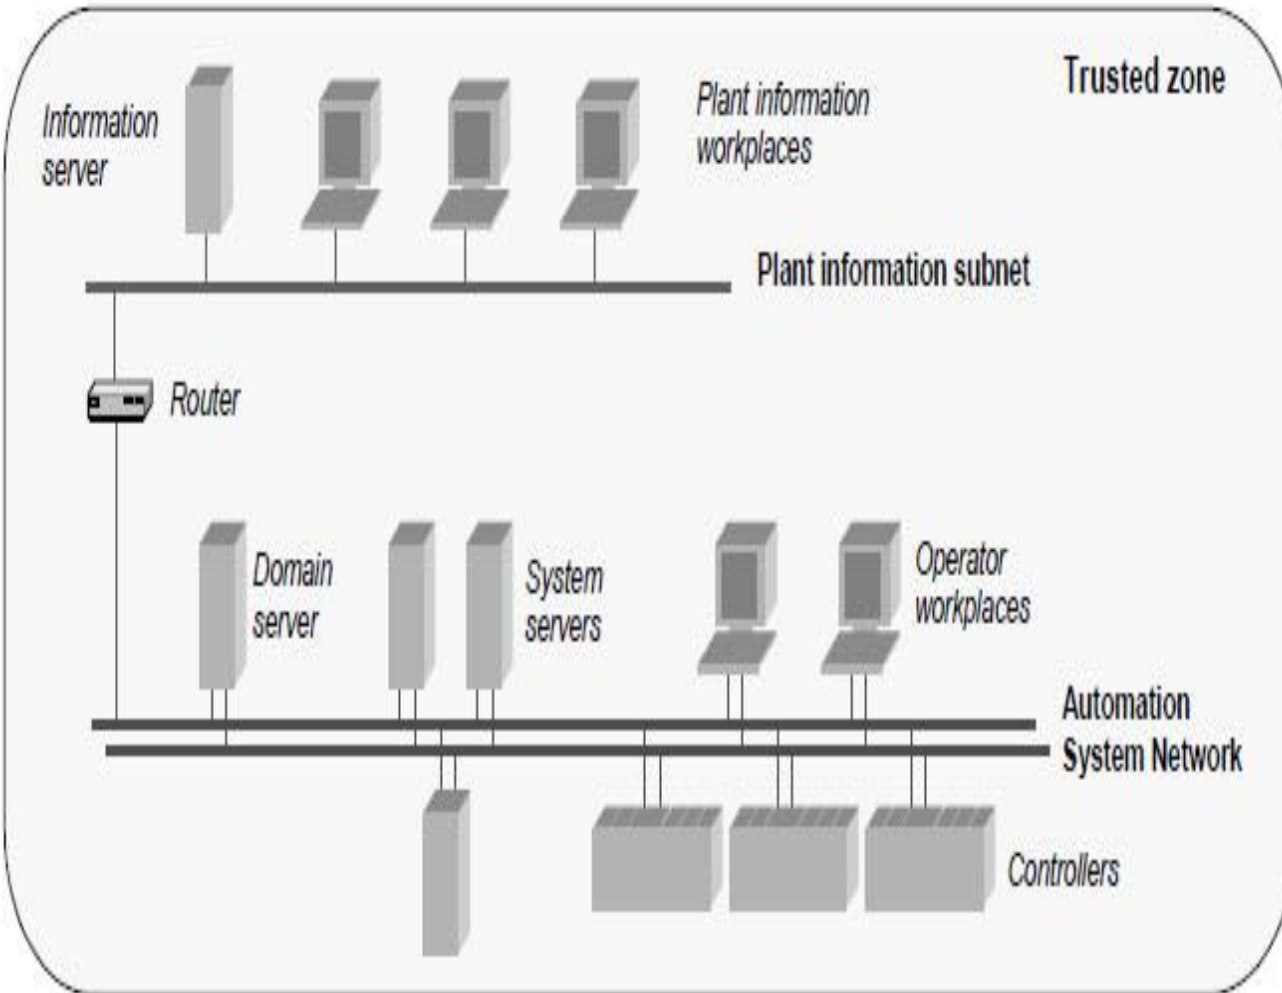 Trusted zone
Information
server
Plant information
workplaces
Plant information subnet
Router
Domain
server
System
servers
Operator
workplaces
Automation
System Network
Controllers